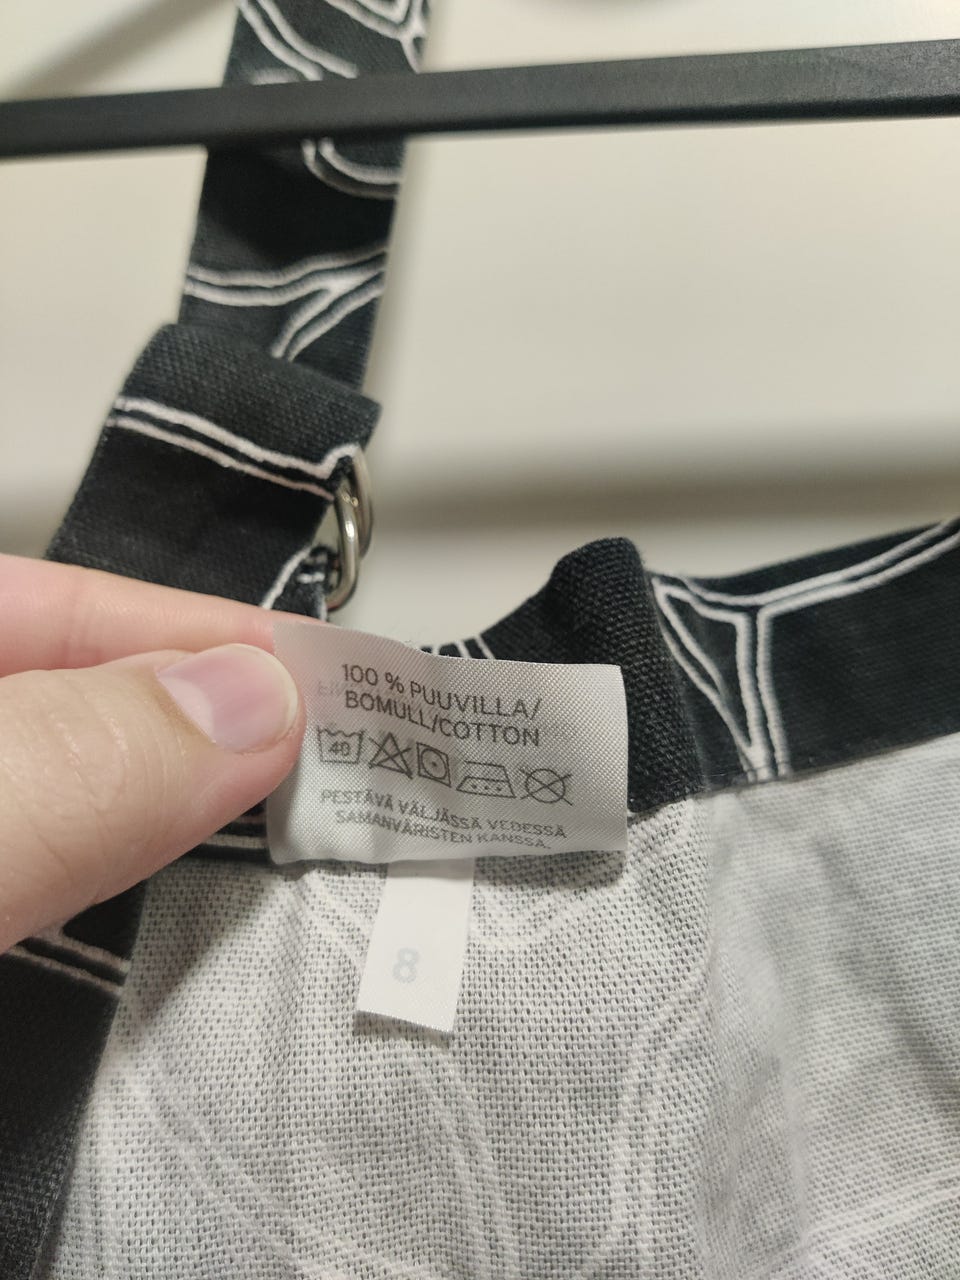 100 % PUUVILLA/
BOMULL/COTTON
40
PESTÄVÄ VÄLJÄSSÄ VEDESSÄ
SAMANVÄRISTEN KANSSA.
8